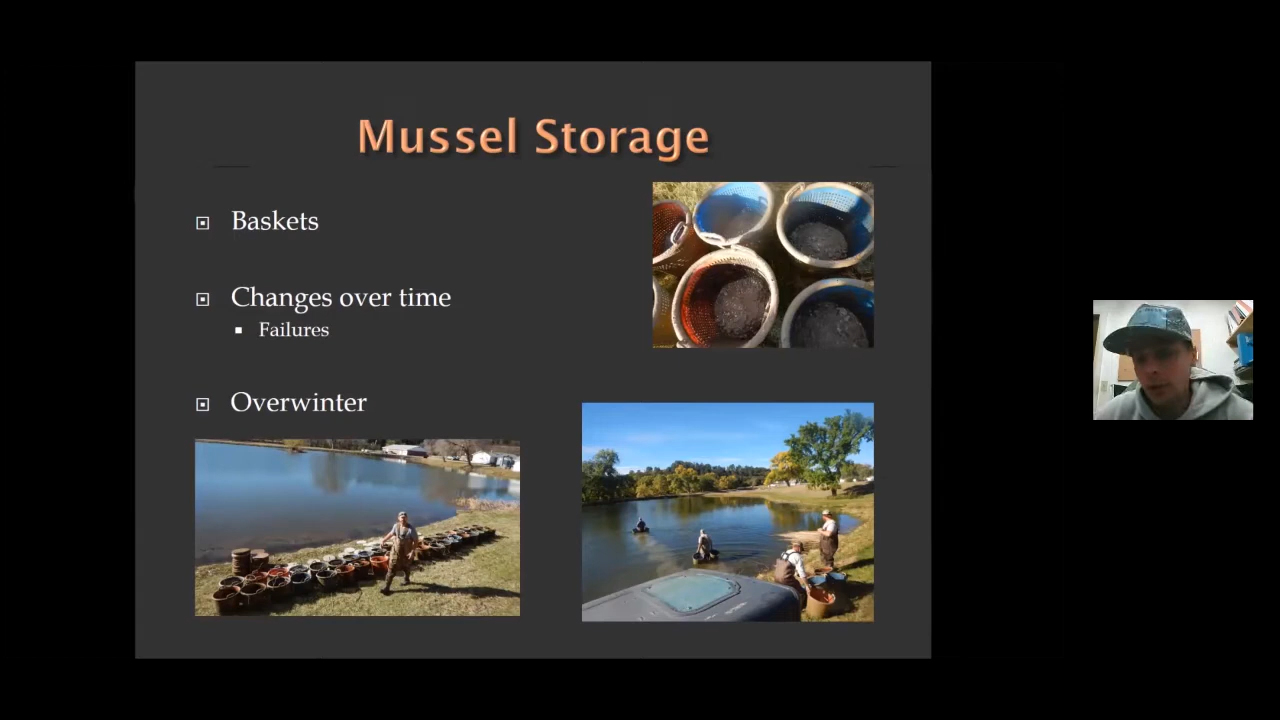 Mussel Storage
Baskets
Changes over time
Failures
Overwinter